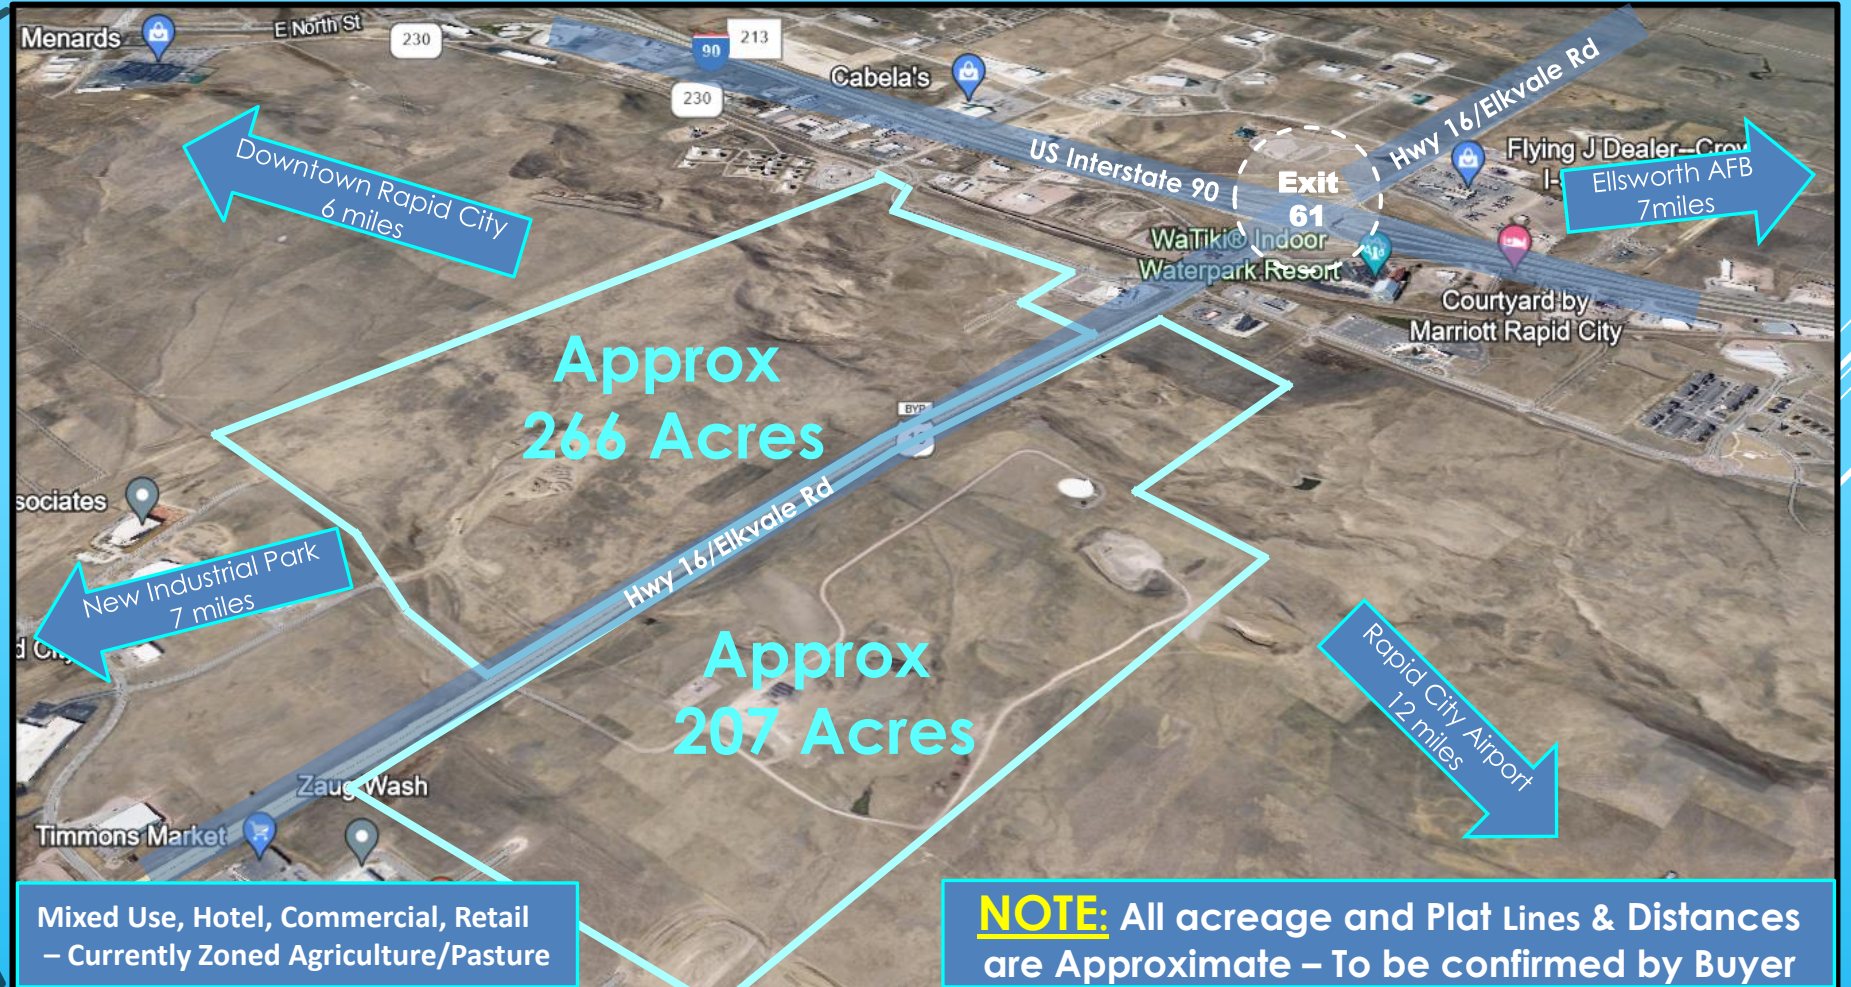 Menards
E North St
230
90
213
230
Cabela's
Hwy 16/Elkvale Rd
US Interstate 90
Exit
61
Flying J Dealer--Cro
Ellsworth AFB
7miles
Downtown Rapid City
6 miles
WaTiki® Indoor
Waterpark Resort
Courtyard by
Marriott Rapid City
Approx
266 Acres
BYP
Hwy 16/Elkvale Rd
sociates
New Industrial Park
7 miles
Approx
207 Acres
Rapid City Airport
12 miles
Zaug Wash
Timmons Market
Mixed Use, Hotel, Commercial, Retail
– Currently Zoned Agriculture/Pasture
NOTE: All acreage and Plat Lines & Distances
are Approximate – To be confirmed by Buyer